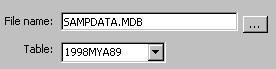 File name: SAMPDATA.MDB ...
Table: 1998MYA89